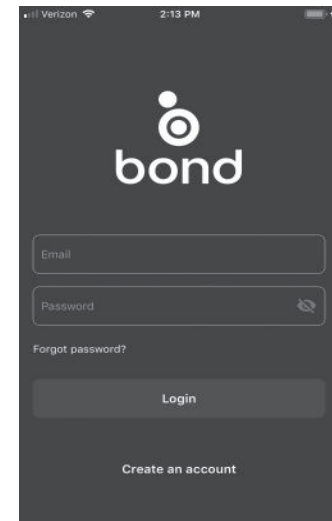 Verizon 2:13 PM
bond
Email
Password
Forgot password?
Login
Create an account